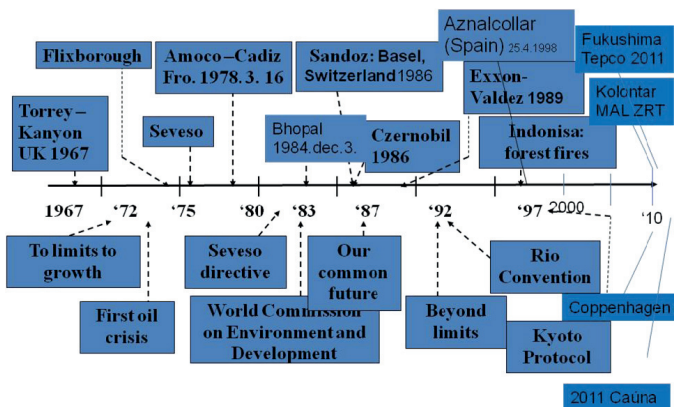 Flixborough
Amoco–Cadiz
Fro. 1978.3. 16
Sandoz: Basel,
Switzerland 1986
Aznalcollar
(Spain) 25.4.1998
Fukushima
Tepco 2011
Torrey–
Kanyon
UK 1967
Seveso
Bhopal
1984.dec.3.
Czernobil
1986
Exxon-
Valdez 1989
Indonisa:
forest fires
Kolontar
MAL ZRT
1967
‘72
‘75
‘80
‘83
‘87
‘92
‘97
2000
‘10
To limits to
growth
First oil
crisis
Seveso
directive
World Commission
on Environment and
Development
Our
common
future
Beyond
limits
Rio
Convention
Kyoto
Protocol
Coppenhagen
2011 Caúna